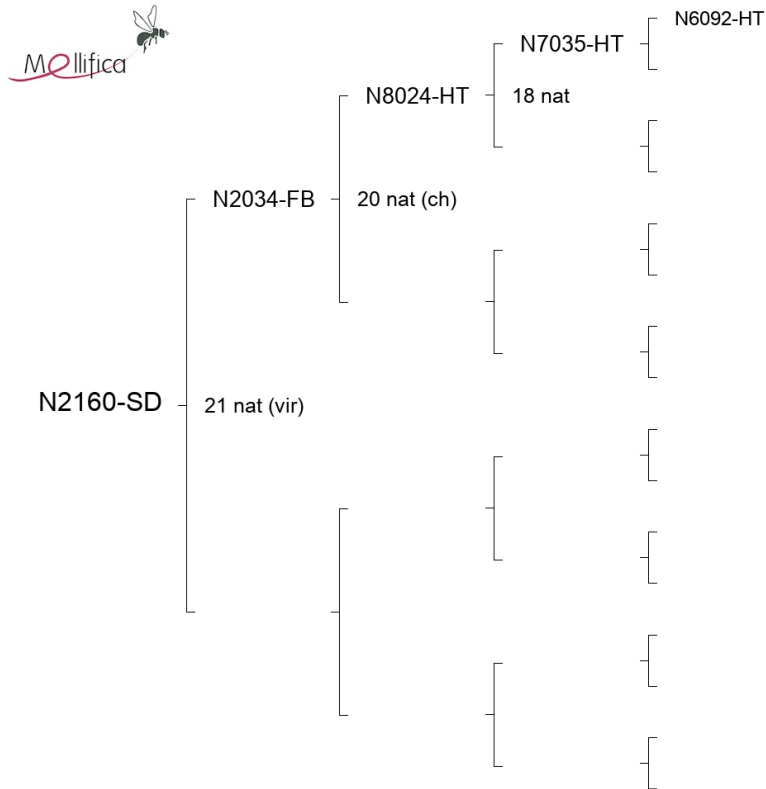 Mellifica
N6092-HT
N7035-HT
N8024-HT
18 nat
N2034-FB
20 nat (ch)
N2160-SD
21 nat (vir)